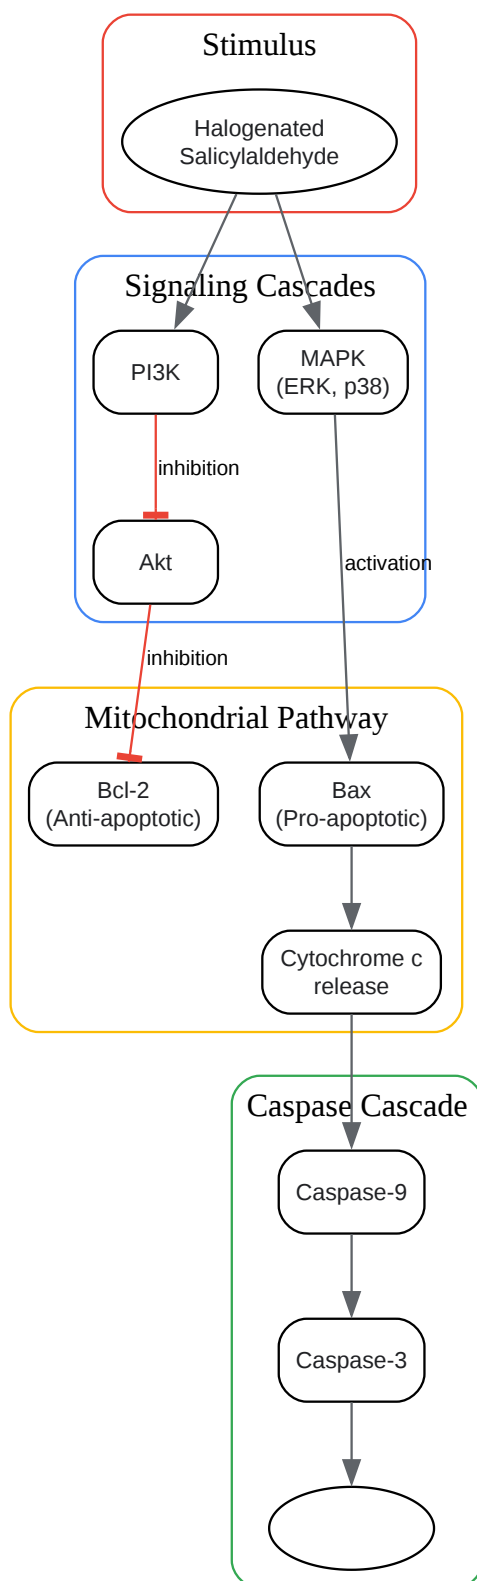 Stimulus
Halogenated
Salicylaldehyde
Signaling Cascades
PI3K
MAPK
(ERK, p38)
inhibition
Akt
activation
inhibition
Mitochondrial Pathway
Bcl-2
(Anti-apoptotic)
Bax
(Pro-apoptotic)
Cytochrome c
release
Caspase Cascade
Caspase-9
Caspase-3